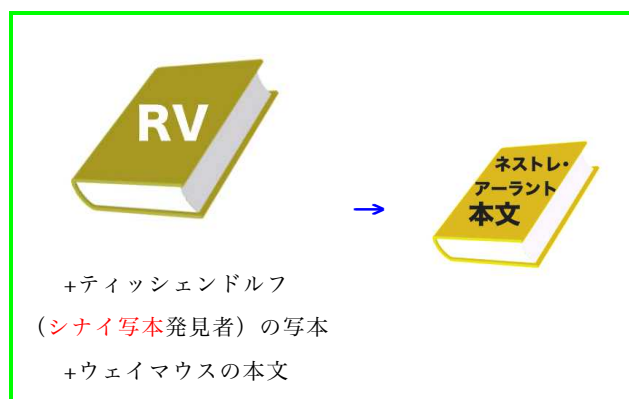 RV
ネストレ・
アーラント
本文
→
+ティッシェンドルフ
（シナイ写本発見者）の写本
+ウェイマウスの本文